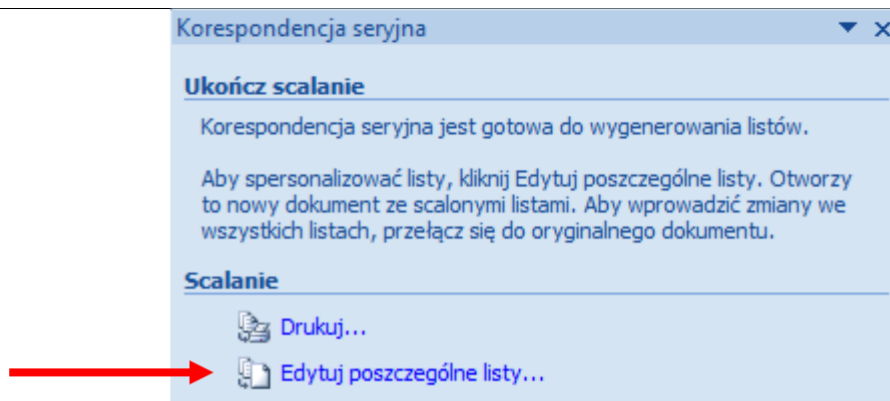 Korespondencja seryjna
Ukończ scalanie
Korespondencja seryjna jest gotowa do wygenerowania listów.
Aby spersonalizować listy, kliknij Edytuj poszczególne listy. Otworzy
to nowy dokument ze scalonymi listami. Aby wprowadzić zmiany we
wszystkich listach, przełącz się do oryginalnego dokumentu.
Scalanie
Drukuj...
Edytuj poszczególne listy...